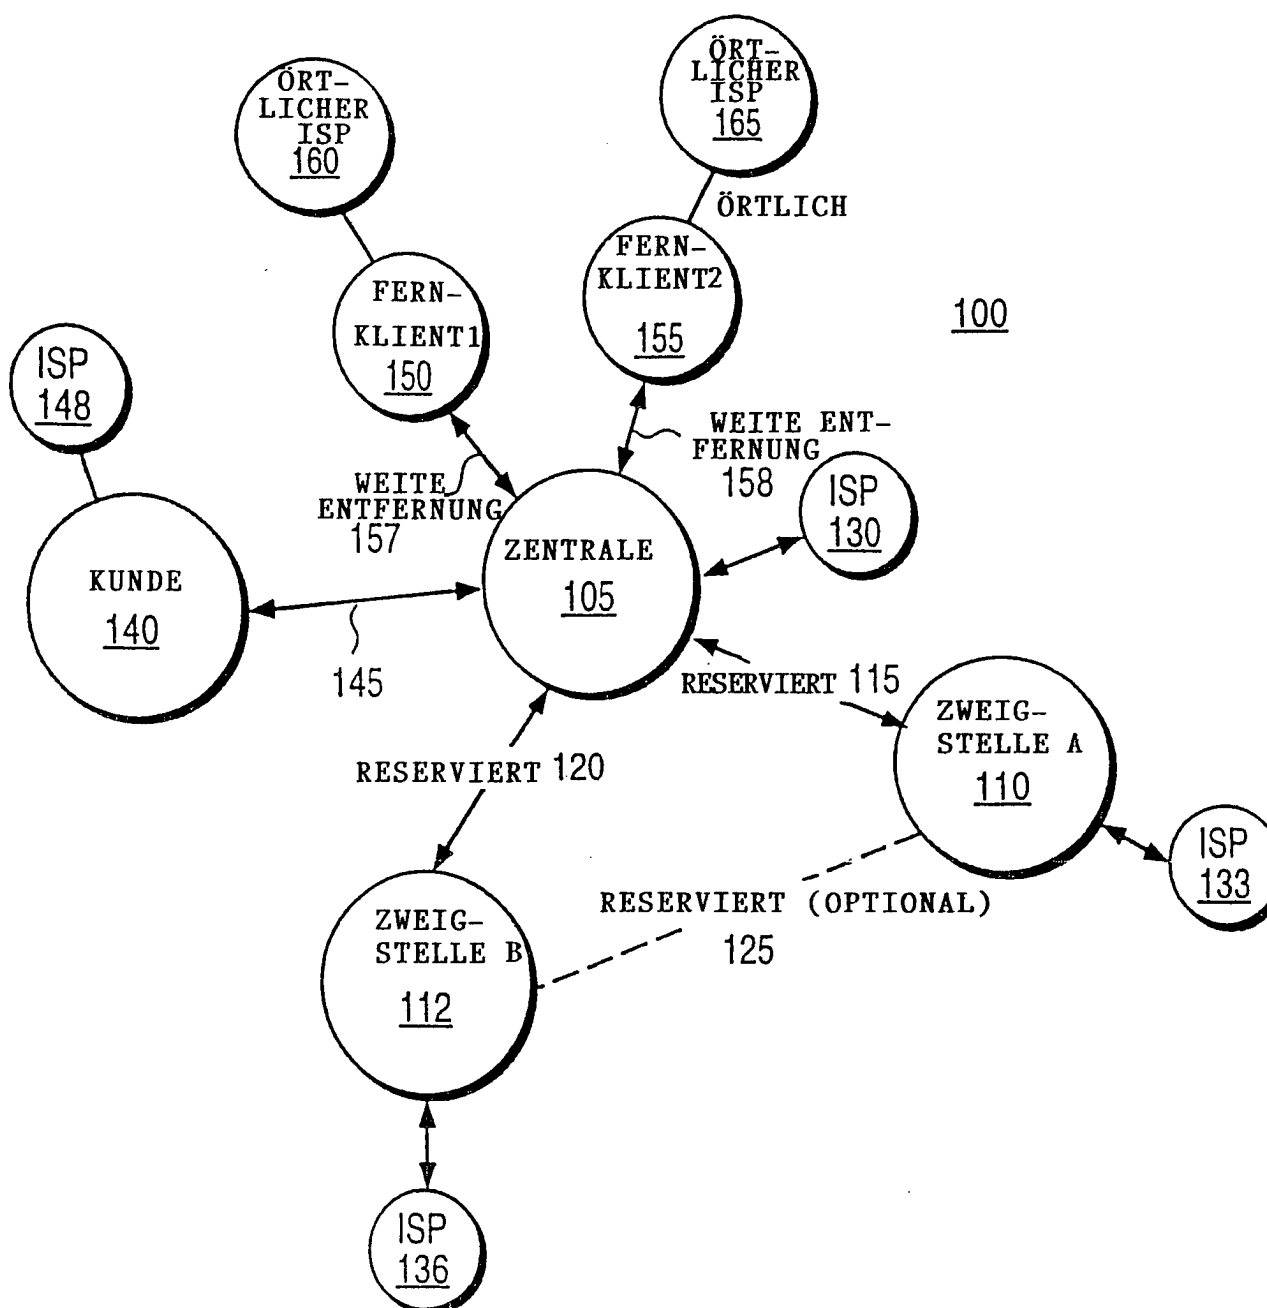 ÖRT-
LICHER
ISP
160
ÖRT-
LICHER
ISP
165
ÖRTLICH
FERN-
KLIENT1
150
FERN-
KLIENT2
155
100
ISP
148
WEITE ENT-
FERNUNG
158
WEITE
ENTFERNUNG
157
ISP
130
ZENTRALE
105
KUNDE
140
145
RESERVIERT 115
ZWEIG-
STELLE A
110
RESERVIERT 120
ISP
133
RESERVIERT (OPTIONAL)
125
ZWEIG-
STELLE B
112
ISP
136